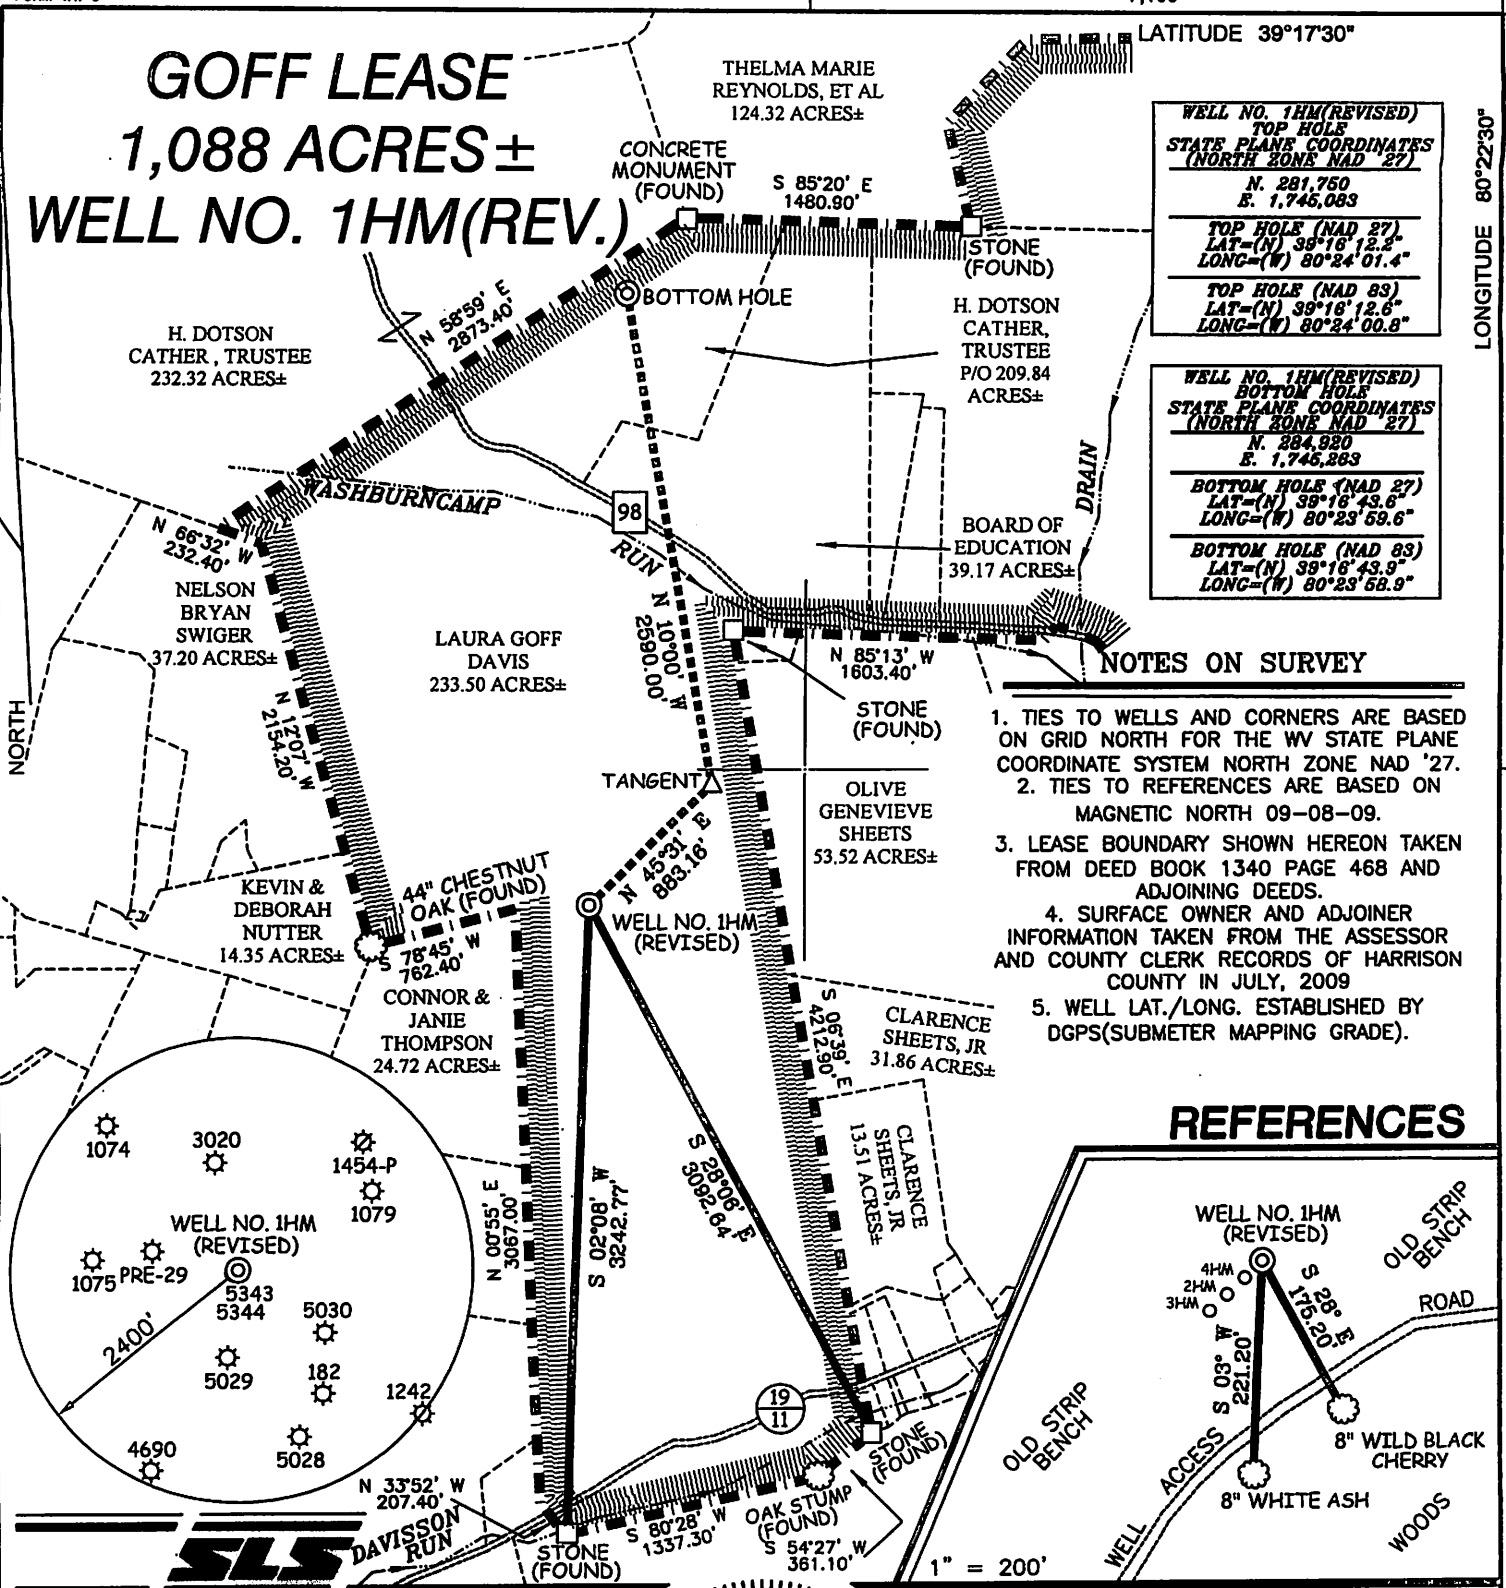 LATITUDE 39°17'30"
LONGITUDE 80°22'30"
GOFF LEASE
1,088 ACRES±
WELL NO. 1HM(REV.)
THELMA MARIE
REYNOLDS, ET AL
124.32 ACRES±
CONCRETE
MONUMENT
(FOUND)
S 85°20' E
1480.90'
STONE
(FOUND)
BOTTOM HOLE
N 58°59' E
2873.40'
H. DOTSON
CATHER , TRUSTEE
232.32 ACRES±
H. DOTSON
CATHER,
TRUSTEE
P/O 209.84
ACRES±
WELL NO. 1HM(REVISED)
TOP HOLE
STATE PLANE COORDINATES
(NORTH ZONE NAD '27)
N. 281,750
E. 1,745,083
TOP HOLE (NAD 27)
LAT=(N) 39°16'12.2"
LONG=(W) 80°24'01.4"
TOP HOLE (NAD 83)
LAT=(N) 39°16'12.6"
LONG=(W) 80°24'00.8"
WELL NO. 1HM(REVISED)
BOTTOM HOLE
STATE PLANE COORDINATES
(NORTH ZONE NAD '27)
N. 284,920
E. 1,745,263
BOTTOM HOLE (NAD 27)
LAT=(N) 39°16'43.6"
LONG=(W) 80°23'59.6"
BOTTOM HOLE (NAD 83)
LAT=(N) 39°16'43.9"
LONG=(W) 80°23'58.9"
WASHBURNCAMP
RUN
98
DRAIN
BOARD OF
EDUCATION
39.17 ACRES±
N 66°32' W
232.40'
NELSON
BRYAN
SWIGER
37.20 ACRES±
LAURA GOFF
DAVIS
233.50 ACRES±
N 10°00' W
2590.00'
N 85°13' W
1603.40'
STONE
(FOUND)
NORTH
N 12°07' W
2154.20'
TANGENT
OLIVE
GENEVIEVE
SHEETS
53.52 ACRES±
NOTES ON SURVEY
1. TIES TO WELLS AND CORNERS ARE BASED
ON GRID NORTH FOR THE WV STATE PLANE
COORDINATE SYSTEM NORTH ZONE NAD '27.
2. TIES TO REFERENCES ARE BASED ON
MAGNETIC NORTH 09-08-09.
3. LEASE BOUNDARY SHOWN HEREON TAKEN
FROM DEED BOOK 1340 PAGE 468 AND
ADJOINING DEEDS.
4. SURFACE OWNER AND ADJOINER
INFORMATION TAKEN FROM THE ASSESSOR
AND COUNTY CLERK RECORDS OF HARRISON
COUNTY IN JULY, 2009
5. WELL LAT./LONG. ESTABLISHED BY
DGPS(SUBMETER MAPPING GRADE).
N 45°31' E
883.16'
KEVIN &
DEBORAH
NUTTER
14.35 ACRES±
44" CHESTNUT
OAK (FOUND)
S 78°45' W
762.40'
WELL NO. 1HM
(REVISED)
CONNOR &
JANIE
THOMPSON
24.72 ACRES±
S 06°39' E
4212.90'
CLARENCE
SHEETS, JR
31.86 ACRES±
CLARENCE
SHEETS, JR
13.51 ACRES±
N 00°55' E
3067.00'
S 02°08' W
3242.77'
S 28°06' E
3092.64'
1074
3020
1454-P
1079
WELL NO. 1HM
(REVISED)
1075
PRE-29
5343
5344
5030
2400'
5029
182
1242
4690
5028
N 33°52' W
207.40'
DAVISSON
RUN
STONE
(FOUND)
S 80°28' W
1337.30'
OAK STUMP
(FOUND)
S 54°27' W
361.10'
STONE
(FOUND)
19
11
SLS
REFERENCES
WELL NO. 1HM
(REVISED)
4HM
2HM
3HM
S 28° E
175.20'
S 03° W
221.20'
OLD STRIP
BENCH
ROAD
OLD STRIP
BENCH
8" WILD BLACK
CHERRY
8" WHITE ASH
WELL
ACCESS
WOODS
1" = 200'